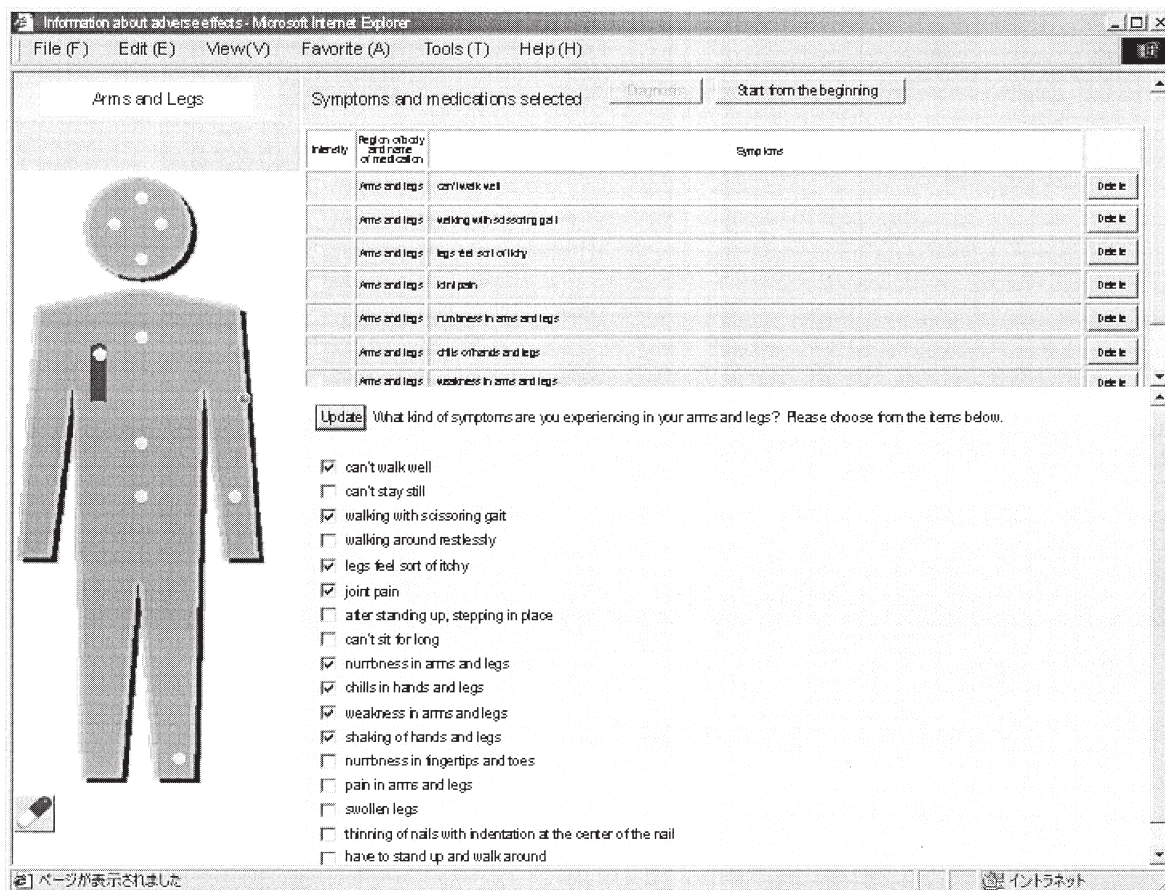 Information about adverse effects - Microsoft Internet Explorer
File (F) Edit (E) View(V) Favorite (A) Tools (T) Help (H)
Arms and Legs
Symptoms and medications selected Diagnosis Start from the beginning
Intensity Region of body and name of medication Symptoms
Arms and legs can't walk well Delete
Arms and legs walking with scissoring gait Delete
Arms and legs legs feel sort of itchy Delete
Arms and legs joint pain Delete
Arms and legs numbness in arms and legs Delete
Arms and legs chills of hands and legs Delete
Arms and legs weakness in arms and legs Delete
Update What kind of symptoms are you experiencing in your arms and legs? Please choose from the items below.
can't walk well
can't stay still
walking with scissoring gait
walking around restlessly
legs feel sort of itchy
joint pain
after standing up, stepping in place
can't sit for long
numbness in arms and legs
chills in hands and legs
weakness in arms and legs
shaking of hands and legs
numbness in fingertips and toes
pain in arms and legs
swollen legs
thinning of nails with indentation at the center of the nail
have to stand up and walk around
ページが表示されました イントラネット